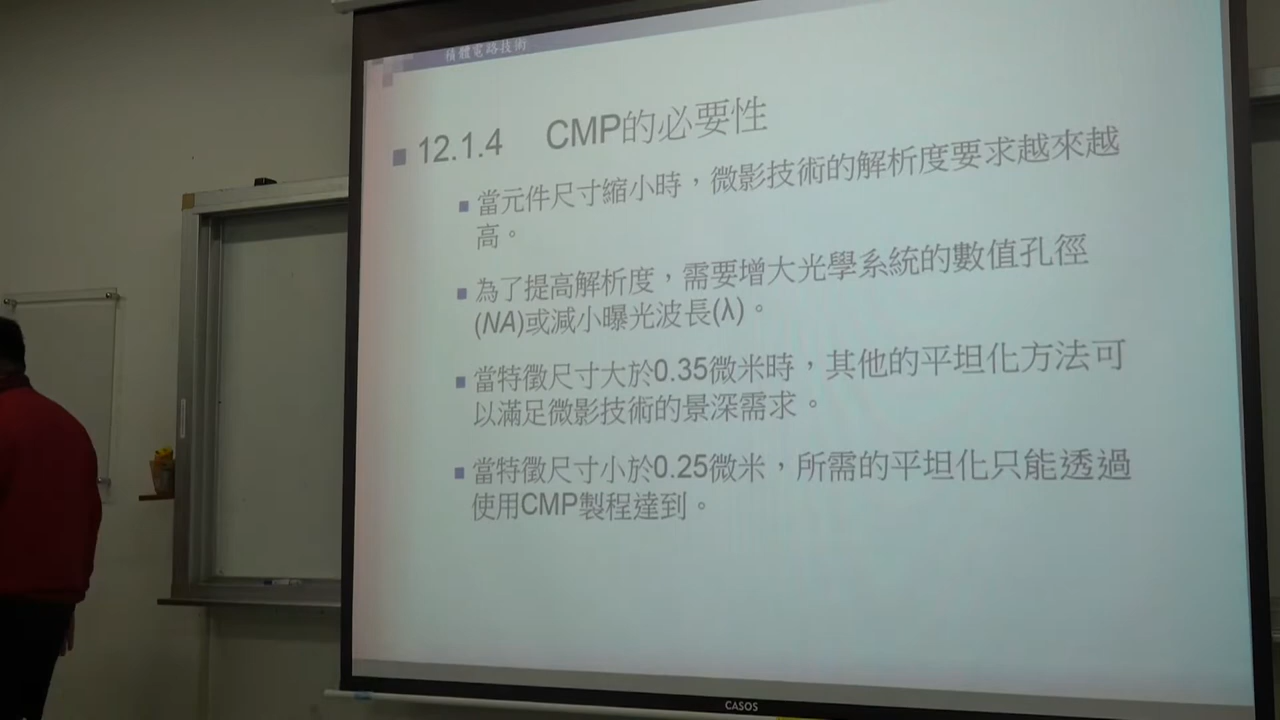 積體電路技術
12.1.4 CMP的必要性
當元件尺寸縮小時，微影技術的解析度要求越來越
高。
為了提高解析度，需要增大光學系統的數值孔徑
(NA)或減小曝光波長(λ)。
當特徵尺寸大於0.35微米時，其他的平坦化方法可
以滿足微影技術的景深需求。
當特徵尺寸小於0.25微米，所需的平坦化只能透過
使用CMP製程達到。
CASOS